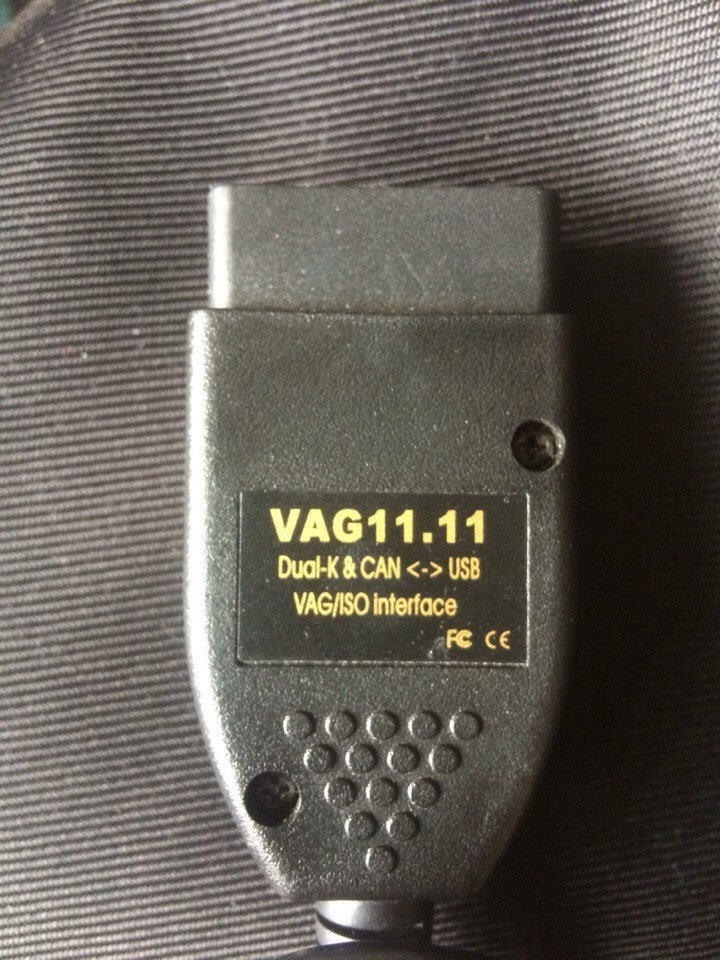 VAG11.11
Dual-K & CAN <-> USB
VAG/ISO interface
FC CE